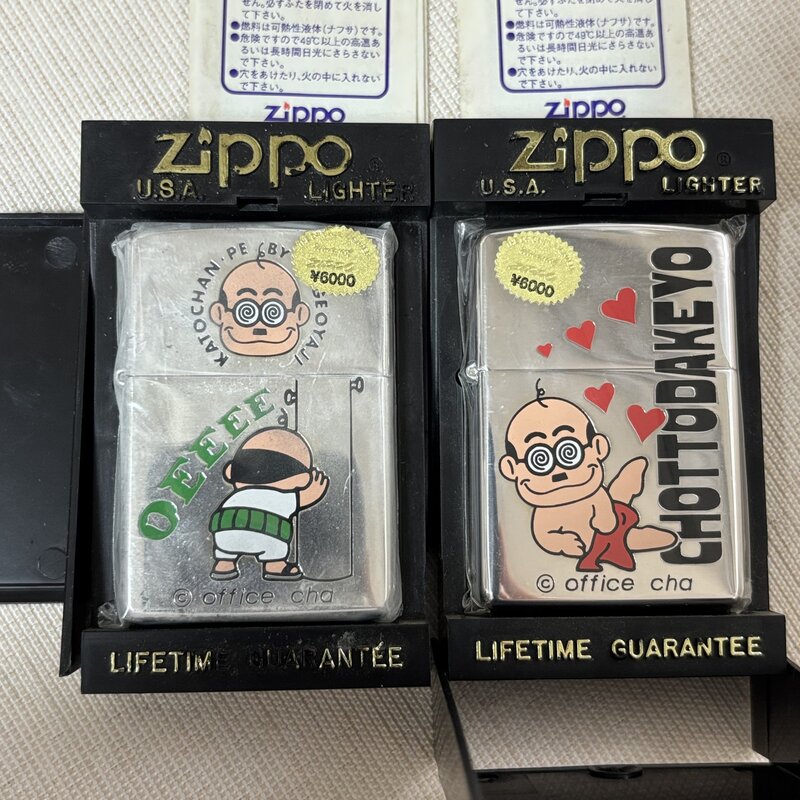 せん。必ずふたを閉めて火を消し
て下さい。
●燃料は可熱性液体(ナフサ)です。
●危険ですので49℃以上の高温あ
るいは長時間日光にさらさない
で下さい。
●穴をあけたり、火の中に入れない
で下さい。
zippo
zippo
U.S.A. LIGHTER
KATOCHAN·PE (BY
GEOYAJI
¥6000
OEEEE
© office cha
LIFETIME GUARANTEE
せん。必ずふたを閉めて火を消し
て下さい。
●燃料は可熱性液体(ナフサ)です。
●危険ですので49℃以上の高温あ
るいは長時間日光にさらさない
で下さい。
●穴をあけたり、火の中に入れない
で下さい。
zippo
zippo ®
U.S.A. LIGHTER
¥6000
CHOTTODAKEYO
© office cha
LIFETIME GUARANTEE